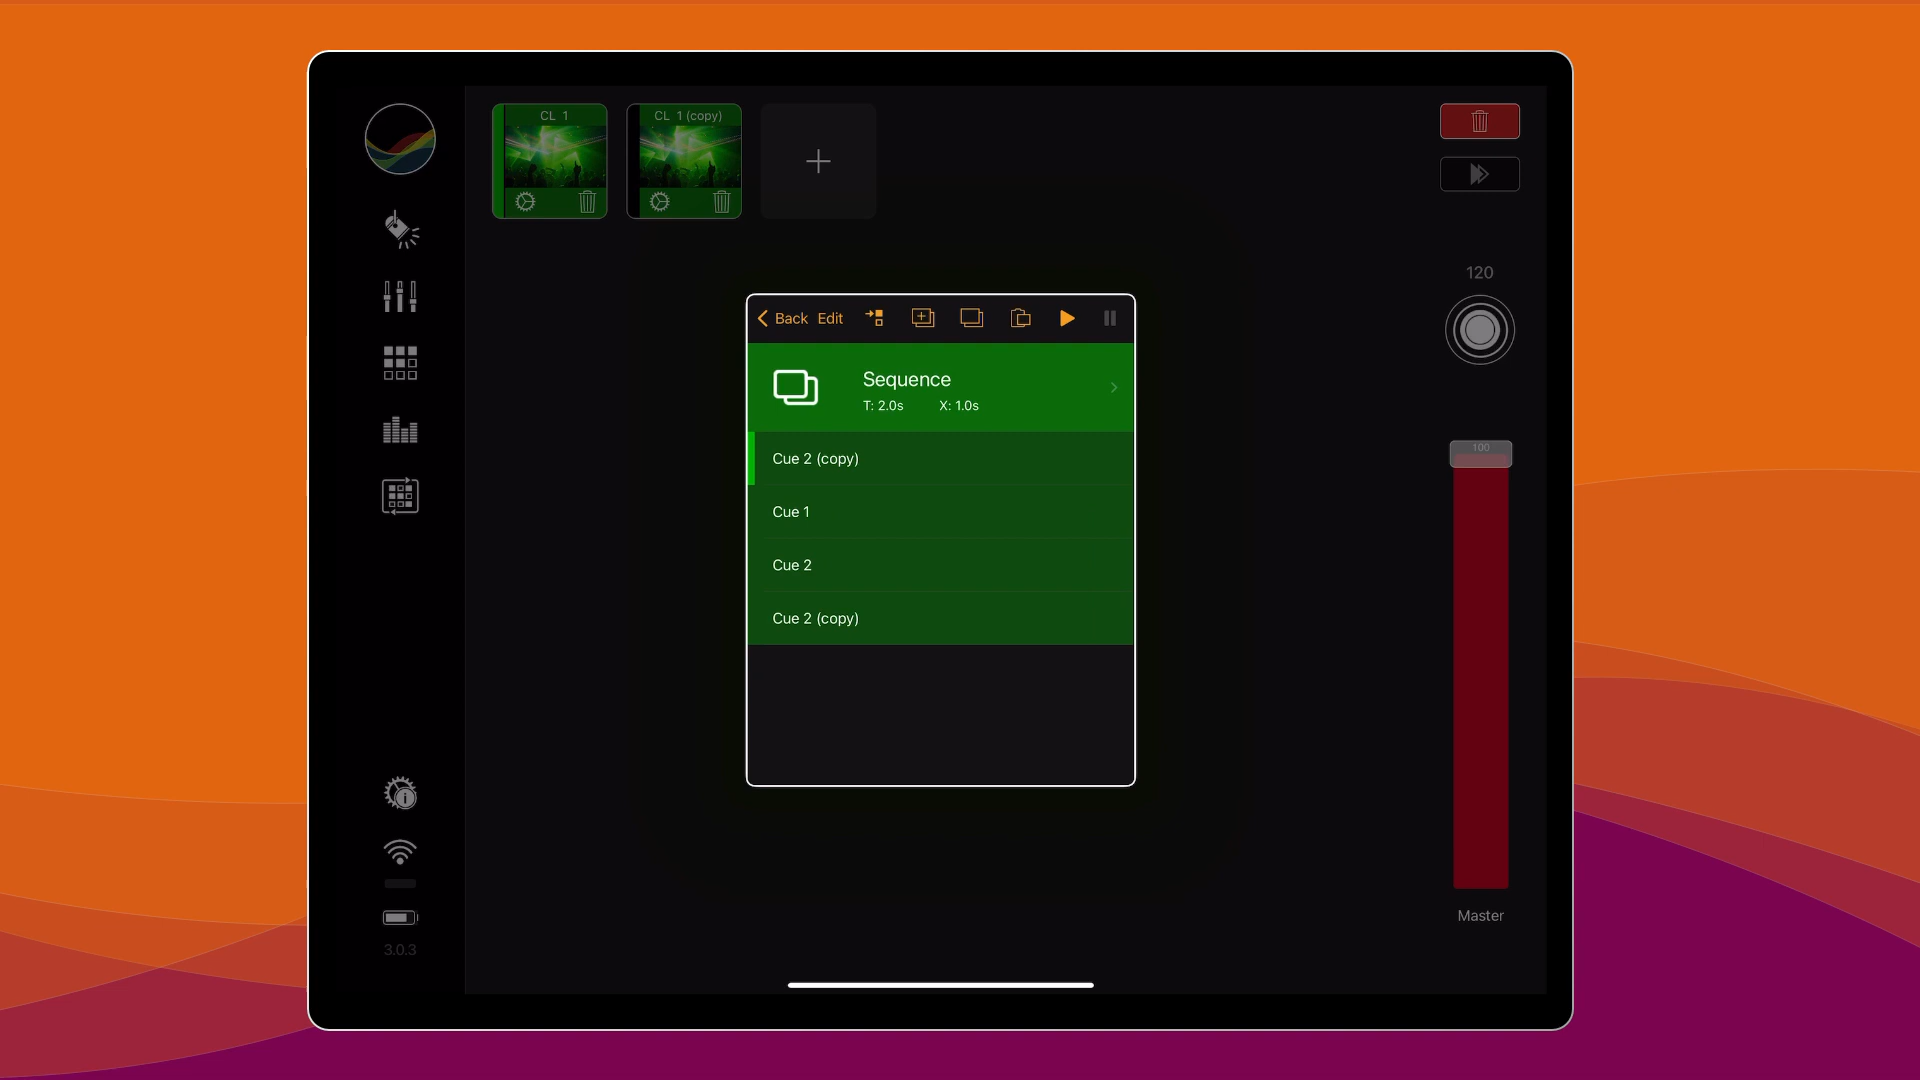 CL 1
CL 1 (copy)
120
Back Edit
Sequence
T: 2.0s X: 1.0s
Cue 2 (copy)
Cue 1
Cue 2
Cue 2 (copy)
100
Master
3.0.3